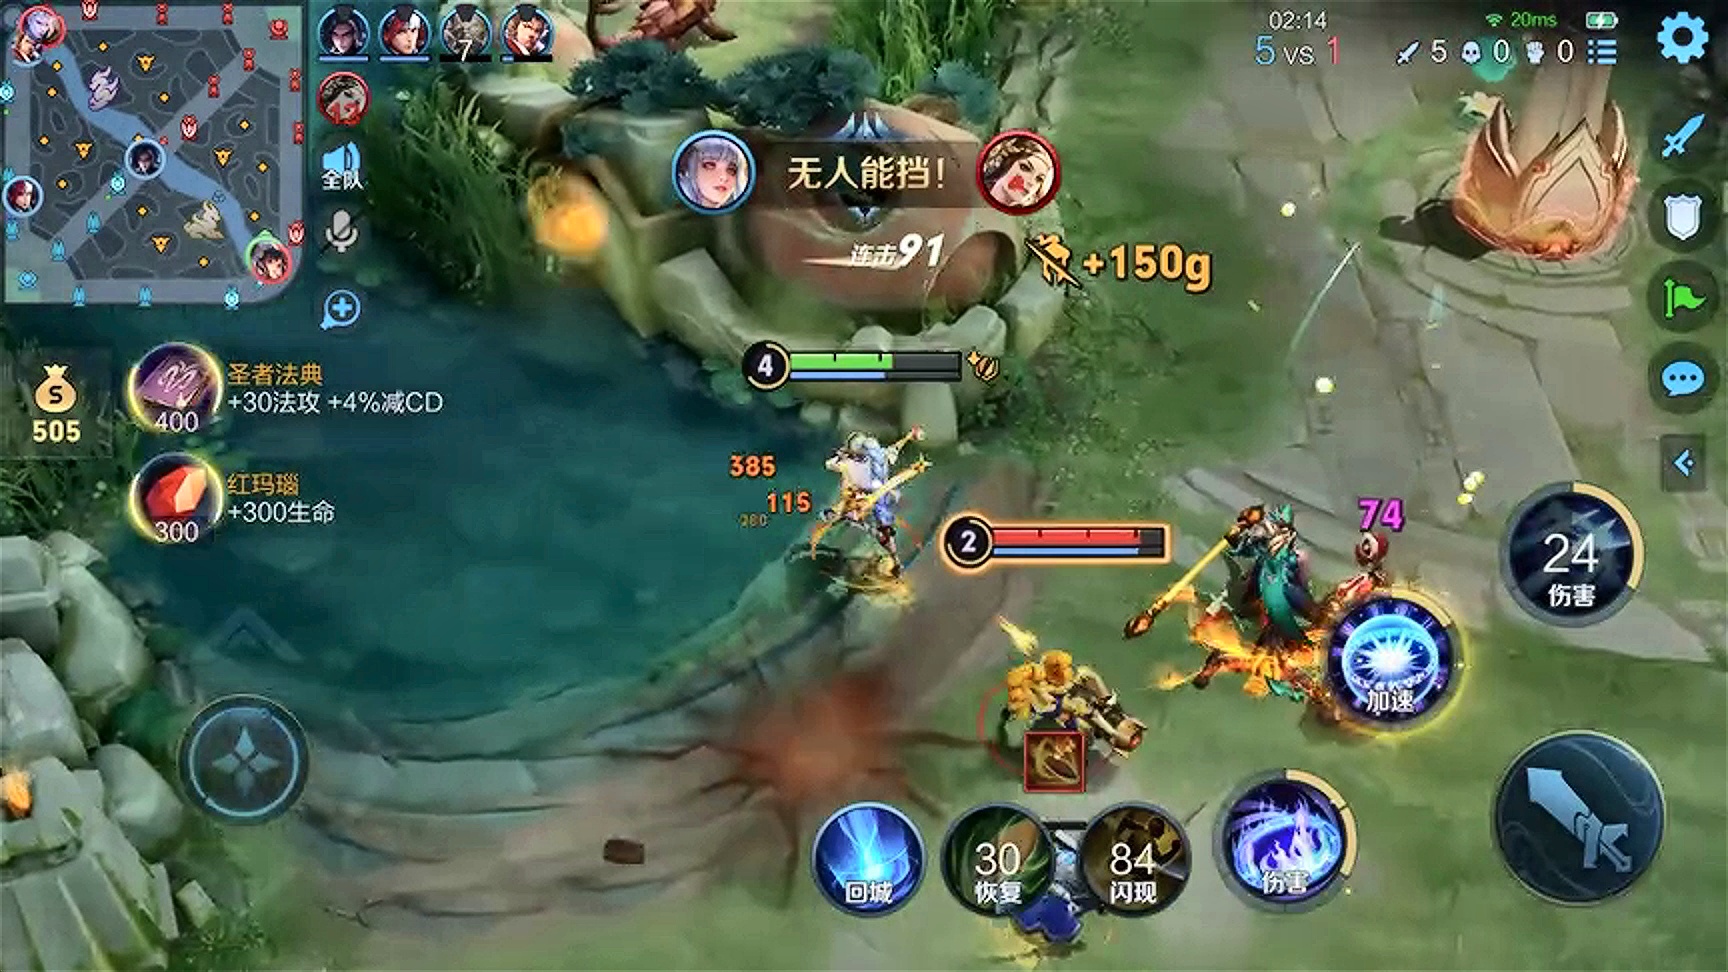 02:14
20ms
5 vs 1
5 0 0
7
12
全队
无人能挡!
连击91
+150g
505
圣者法典
+30法攻 +4%减CD
400
红玛瑙
+300生命
300
4
385
115
2
74
24
伤害
加速
回城
30
恢复
84
闪现
伤害